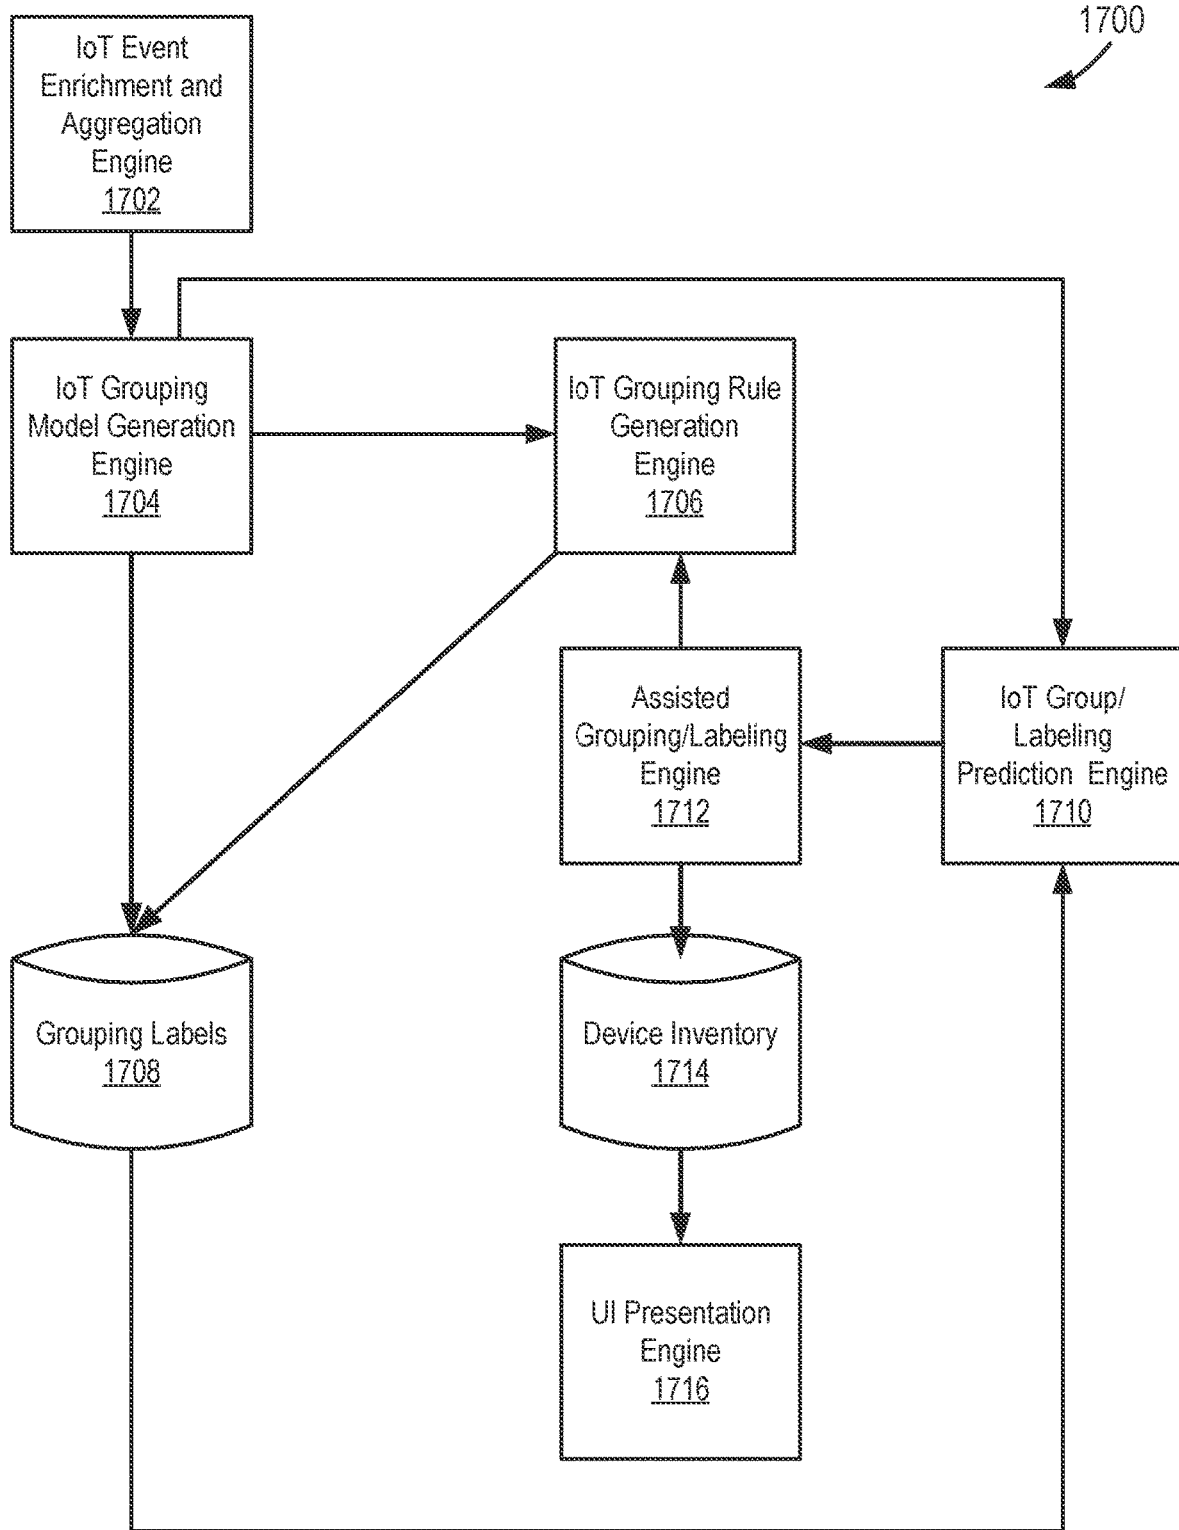 1700
IoT Event
Enrichment and
Aggregation
Engine
1702
IoT Grouping
Model Generation
Engine
1704
IoT Grouping Rule
Generation
Engine
1706
Assisted
Grouping/Labeling
Engine
1712
IoT Group/
Labeling
Prediction Engine
1710
Grouping Labels
1708
Device Inventory
1714
UI Presentation
Engine
1716